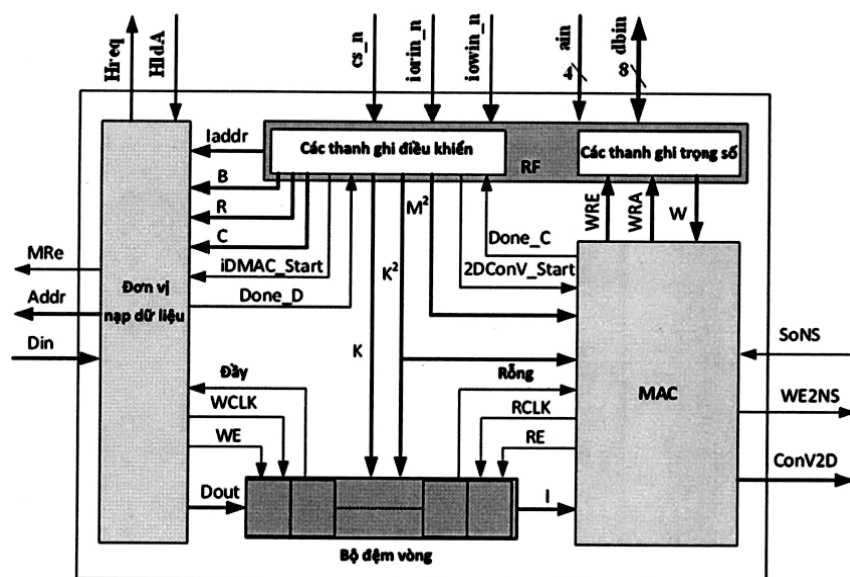 Hreq
HldA
cs_n
iorin_n
iowin_n
ain
4
dbin
8
Iaddr
Các thanh ghi điều khiển
RF
Các thanh ghi trọng số
B
R
C
M²
WRE
WRA
W
Done_C
MRe
iDMAC_Start
K²
2DConV_Start
Addr
Đơn vị
nạp dữ liệu
Done_D
Din
K
SoNS
Đầy
Rỗng
MAC
WCLK
RCLK
WE2NS
WE
RE
ConV2D
Dout
I
Bộ đệm vòng